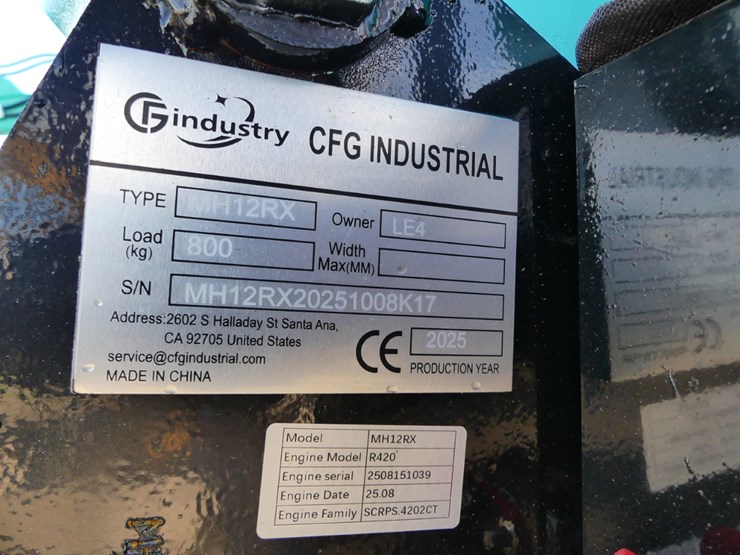 CFG industry CFG INDUSTRIAL
TYPE MH12RX Owner LE4
Load (kg) 800 Width Max(MM)
S/N MH12RX20251008K17
Address:2602 S Halladay St Santa Ana,
CA 92705 United States
service@cfgindustrial.com
MADE IN CHINA
CE 2025
PRODUCTION YEAR
Model MH12RX
Engine Model R420
Engine serial 2508151039
Engine Date 25.08
Engine Family SCRPS.4202CT